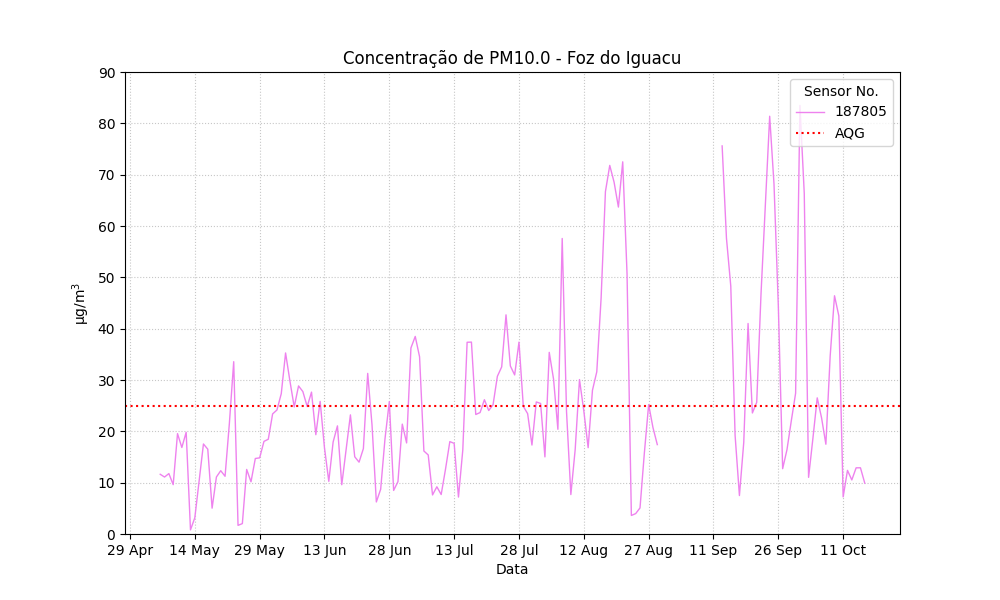 Concentração de PM10.0 - Foz do Iguacu
Sensor No.
187805
AQG
µg/m³
90
80
70
60
50
40
30
20
10
0
29 Apr 14 May 29 May 13 Jun 28 Jun 13 Jul 28 Jul 12 Aug 27 Aug 11 Sep 26 Sep 11 Oct
Data